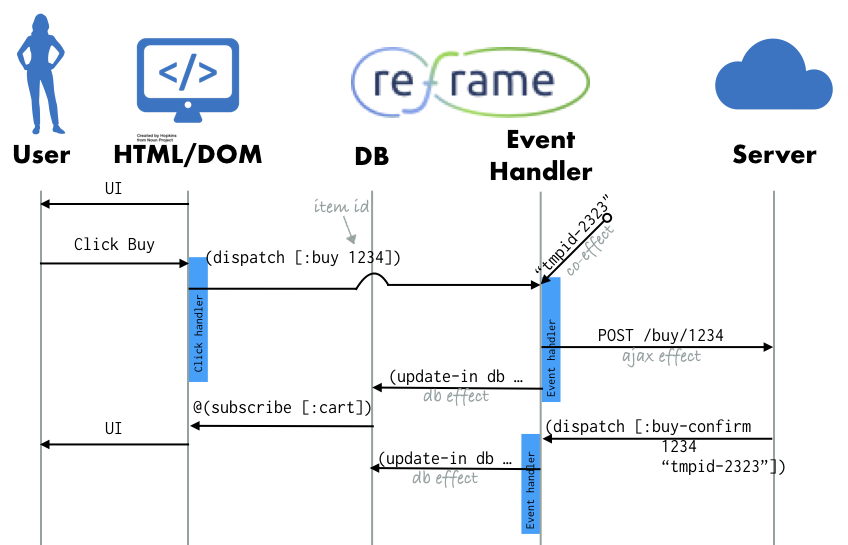 </>
re-frame
Created by Hopkins
from Noun Project
User
HTML/DOM
DB
Event
Handler
Server
UI
item id
"tmpid-2323"
co-effect
Click Buy
(dispatch [:buy 1234])
Click handler
Event handler
POST /buy/1234
ajax effect
(update-in db …
db effect
@(subscribe [:cart])
UI
(dispatch [:buy-confirm
1234
“tmpid-2323”])
(update-in db …
db effect
Event handler